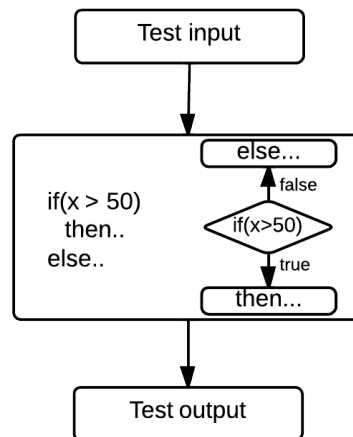 Test input
if(x > 50)
then..
else..
else...
false
if(x>50)
true
then...
Test output